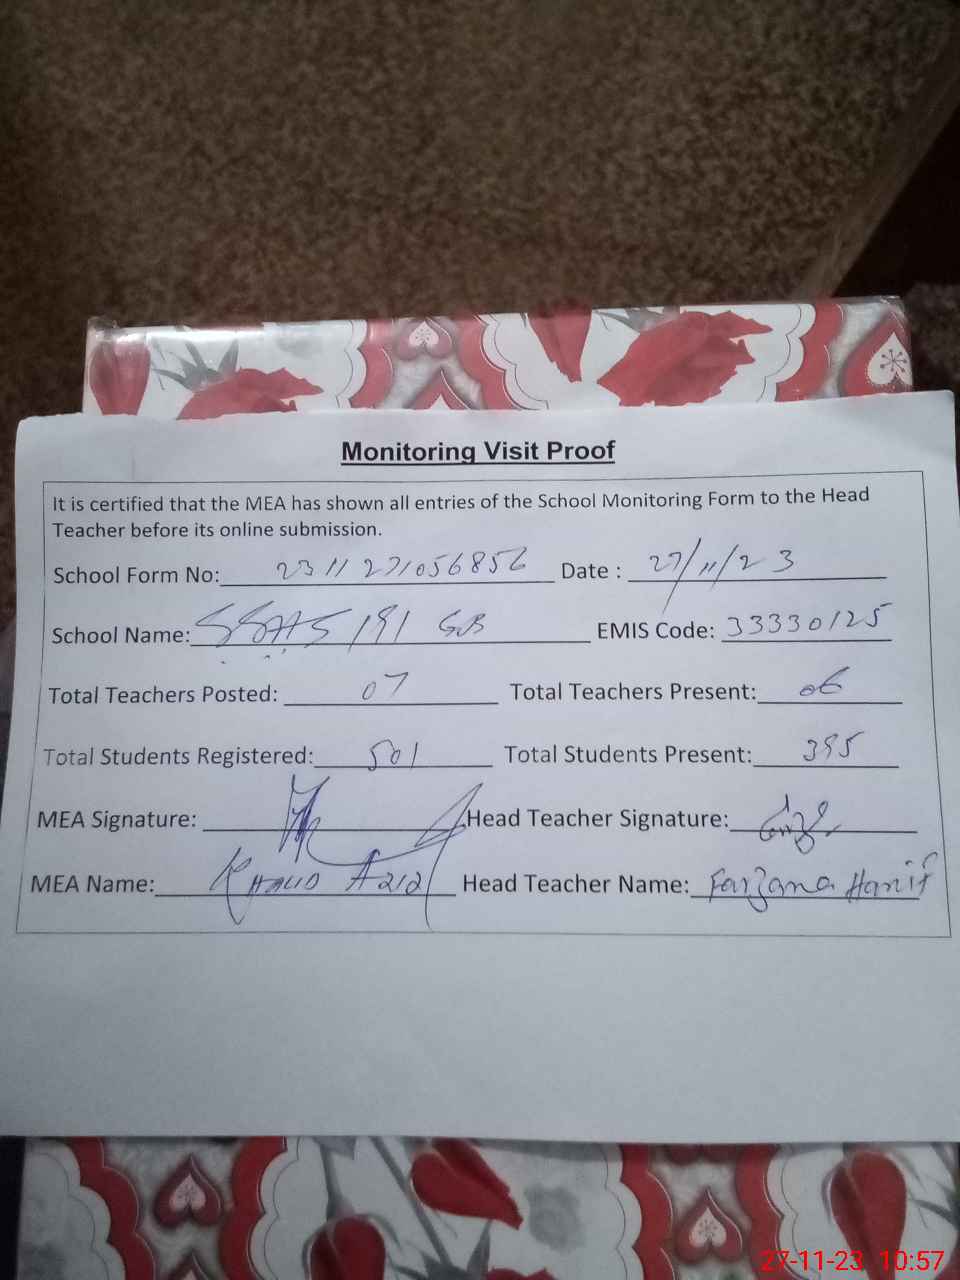 Monitoring Visit Proof
It is certified that the MEA has shown all entries of the School Monitoring Form to the Head
Teacher before its online submission.
School Form No: 2311271056856 Date : 27/11/23
School Name: 191 GB EMIS Code: 33330125
Total Teachers Posted: 07 Total Teachers Present: 06
Total Students Registered: 501 Total Students Present: 395
MEA Signature: Head Teacher Signature:
MEA Name: Khalid Aziz Head Teacher Name: Farzana Hanif
27-11-23 10:57